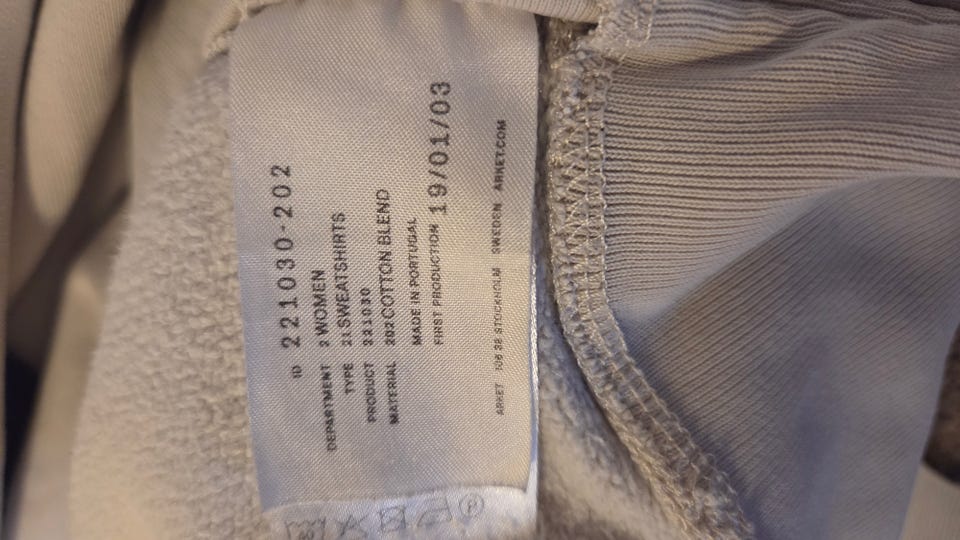 ID 221030-202
DEPARTMENT 2 WOMEN
TYPE 21 SWEATSHIRTS
PRODUCT 221030
MATERIAL 202 COTTON BLEND
MADE IN PORTUGAL
FIRST PRODUCTION 19/01/03
ARKET 106 38 STOCKHOLM SWEDEN ARKET.COM